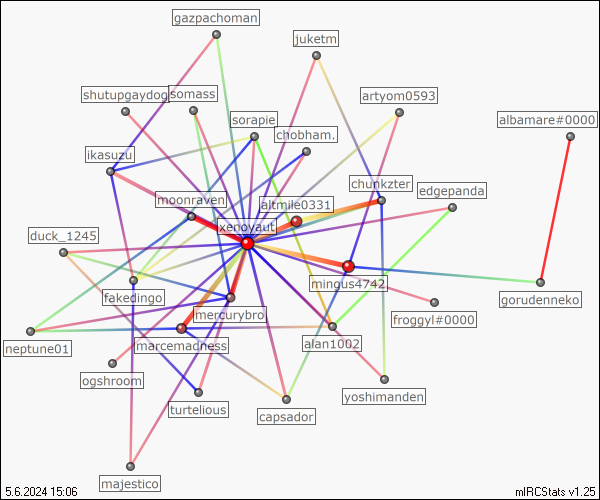 gazpachoman
juketm
shutupgaydog
somass
artyom0593
sorapie
albamare#0000
chobham.
ikasuzu
chunkzter
edgepanda
moonraven
altmile0331
xenoyaut
duck_1245
mingus4742
fakedingo
gorudenneko
mercurybro
froggyl#0000
neptune01
marcemadness
alan1002
ogshroom
yoshimanden
turtelious
capsador
majestico
5.6.2024 15:06
mIRCStats v1.25